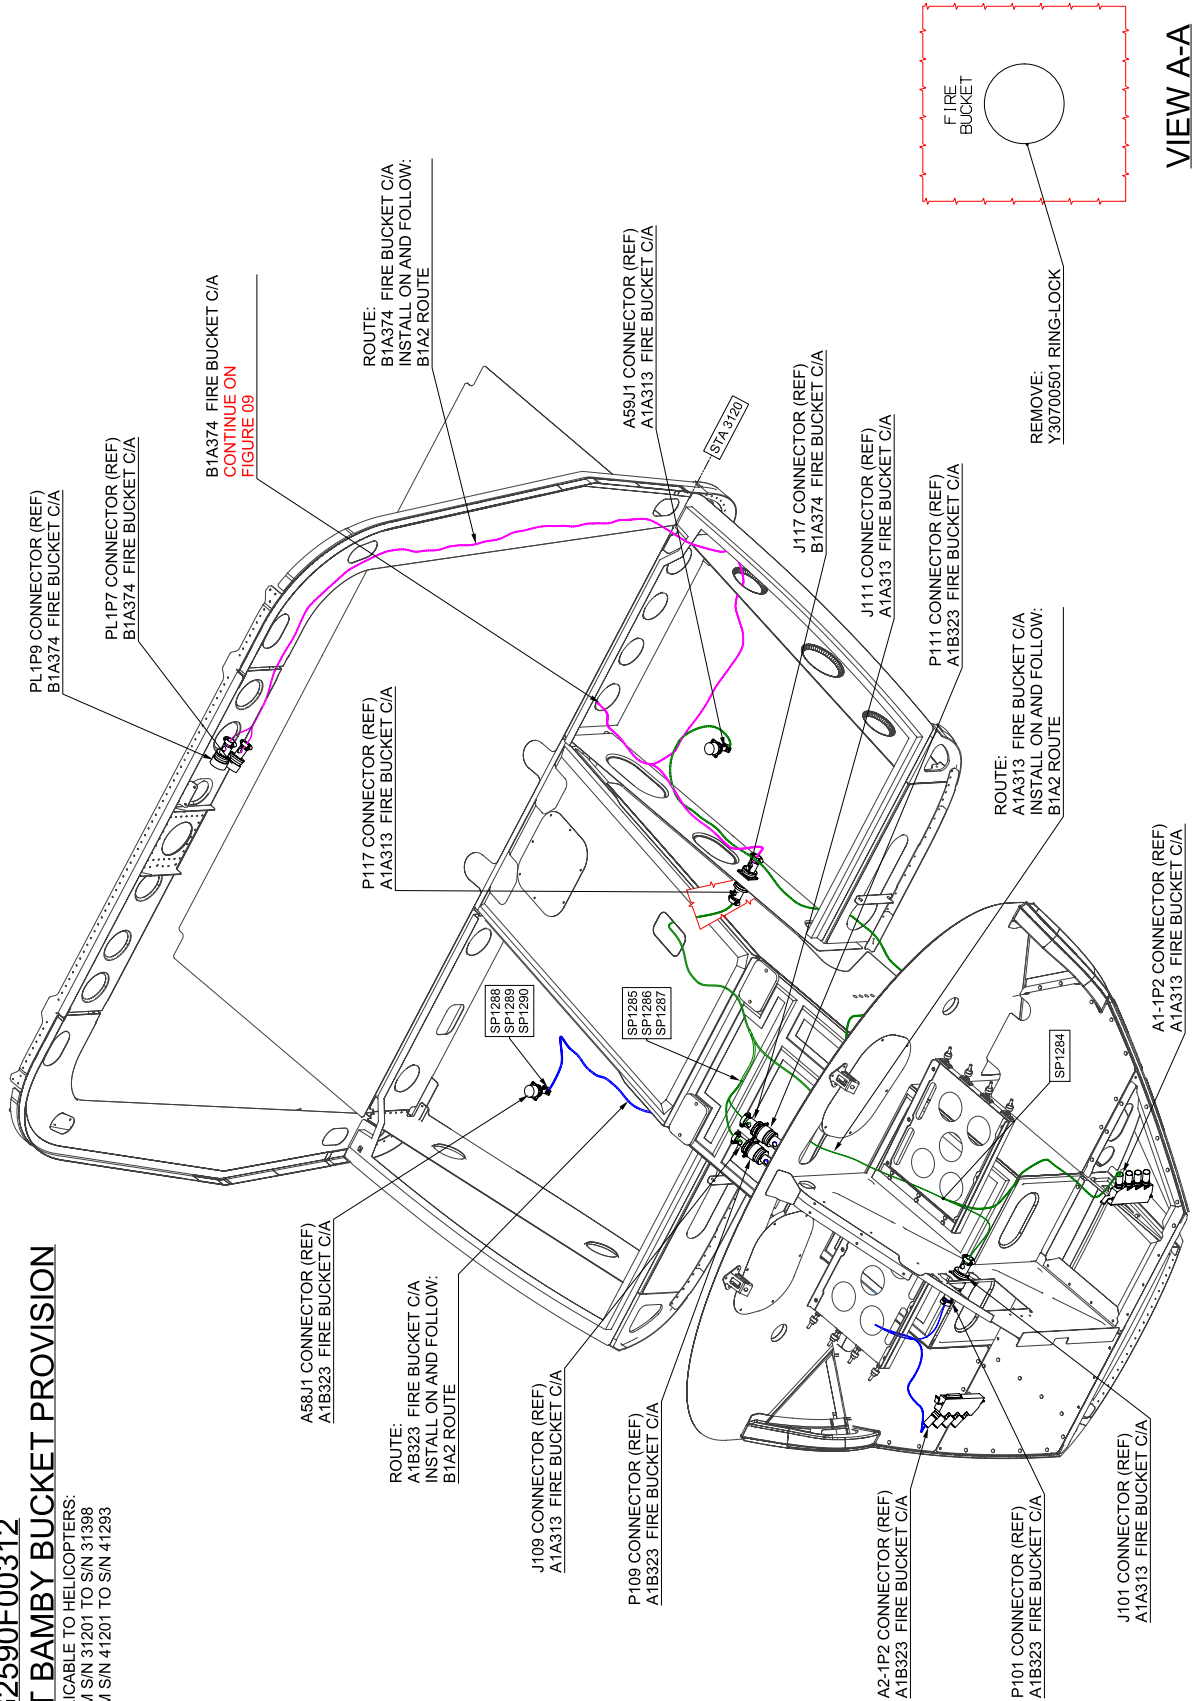 2590F00312
T BAMBY BUCKET PROVISION
ICABLE TO HELICOPTERS:
M S/N 31201 TO S/N 31398
M S/N 41201 TO S/N 41293
PL1P9 CONNECTOR (REF)
B1A374  FIRE BUCKET C/A
PL1P7 CONNECTOR (REF)
B1A374  FIRE BUCKET C/A
B1A374  FIRE BUCKET C/A
CONTINUE ON
FIGURE 09
ROUTE:
B1A374  FIRE BUCKET C/A
INSTALL ON AND FOLLOW:
B1A2 ROUTE
A59J1 CONNECTOR (REF)
A1A313  FIRE BUCKET C/A
STA 3120
J117 CONNECTOR (REF)
B1A374  FIRE BUCKET C/A
J111 CONNECTOR (REF)
A1A313  FIRE BUCKET C/A
P111 CONNECTOR (REF)
A1B323  FIRE BUCKET C/A
ROUTE:
A1A313  FIRE BUCKET C/A
INSTALL ON AND FOLLOW:
B1A2 ROUTE
A1-1P2 CONNECTOR (REF)
A1A313  FIRE BUCKET C/A
P117 CONNECTOR (REF)
A1A313  FIRE BUCKET C/A
SP1288
SP1289
SP1290
SP1285
SP1286
SP1287
SP1284
A58J1 CONNECTOR (REF)
A1B323  FIRE BUCKET C/A
ROUTE:
A1B323  FIRE BUCKET C/A
INSTALL ON AND FOLLOW:
B1A2 ROUTE
J109 CONNECTOR (REF)
A1A313  FIRE BUCKET C/A
P109 CONNECTOR (REF)
A1B323  FIRE BUCKET C/A
A2-1P2 CONNECTOR (REF)
A1B323  FIRE BUCKET C/A
P101 CONNECTOR (REF)
A1B323  FIRE BUCKET C/A
J101 CONNECTOR (REF)
A1A313  FIRE BUCKET C/A
FIRE
BUCKET
REMOVE:
Y30700501 RING-LOCK
VIEW A-A